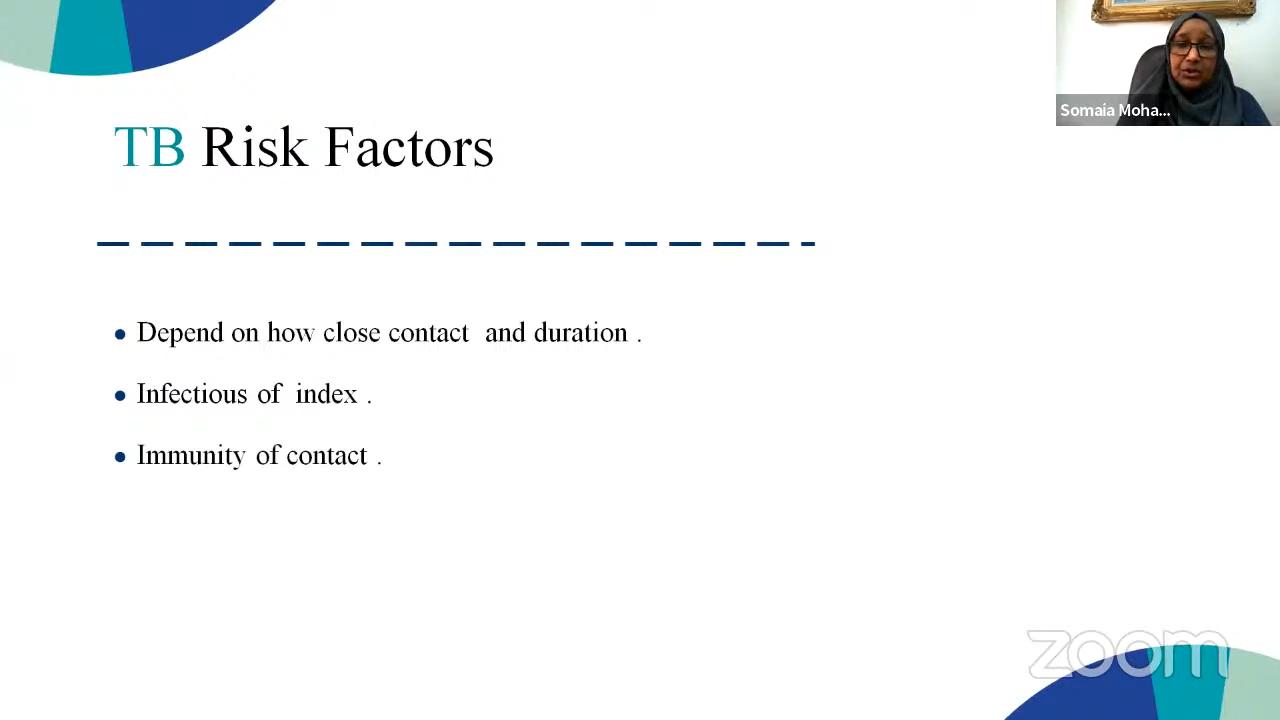 Somaia Moha...
TB Risk Factors
Depend on how close contact and duration .
Infectious of index .
Immunity of contact .
zoom